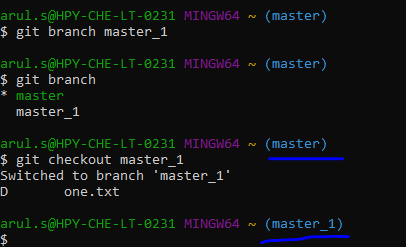 arul.s@HPY-CHE-LT-0231 MINGW64 ~ (master)
$ git branch master_1
arul.s@HPY-CHE-LT-0231 MINGW64 ~ (master)
$ git branch
* master
  master_1
arul.s@HPY-CHE-LT-0231 MINGW64 ~ (master)
$ git checkout master_1
Switched to branch 'master_1'
D       one.txt
arul.s@HPY-CHE-LT-0231 MINGW64 ~ (master_1)
$